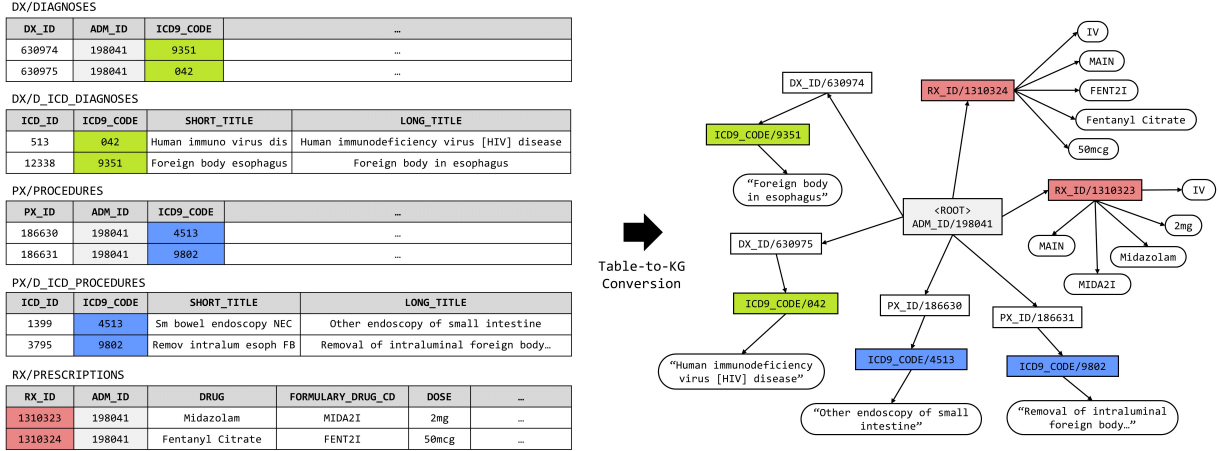 DX/DIAGNOSES
DX_ID ADM_ID ICD9_CODE …
630974 198041 9351 …
630975 198041 042 …
DX/D_ICD_DIAGNOSES
ICD_ID ICD9_CODE SHORT_TITLE LONG_TITLE
513 042 Human immuno virus dis Human immunodeficiency virus [HIV] disease
12338 9351 Foreign body esophagus Foreign body in esophagus
PX/PROCEDURES
PX_ID ADM_ID ICD9_CODE …
186630 198041 4513 …
186631 198041 9802 …
PX/D_ICD_PROCEDURES
ICD_ID ICD9_CODE SHORT_TITLE LONG_TITLE
1399 4513 Sm bowel endoscopy NEC Other endoscopy of small intestine
3795 9802 Remov intralum esoph FB Removal of intraluminal foreign body…
RX/PRESCRIPTIONS
RX_ID ADM_ID DRUG FORMULARY_DRUG_CD DOSE …
1310323 198041 Midazolam MIDA2I 2mg …
1310324 198041 Fentanyl Citrate FENT2I 50mcg …
Table-to-KG
Conversion
DX_ID/630974
ICD9_CODE/9351
“Foreign body
in esophagus”
RX_ID/1310324
IV
MAIN
FENT2I
Fentanyl Citrate
50mcg
<ROOT>
ADM_ID/198041
RX_ID/1310323
IV
2mg
Midazolam
MIDA2I
MAIN
DX_ID/630975
ICD9_CODE/042
“Human immunodeficiency
virus [HIV] disease”
PX_ID/186630
ICD9_CODE/4513
“Other endoscopy of small
intestine”
PX_ID/186631
ICD9_CODE/9802
“Removal of intraluminal
foreign body…”